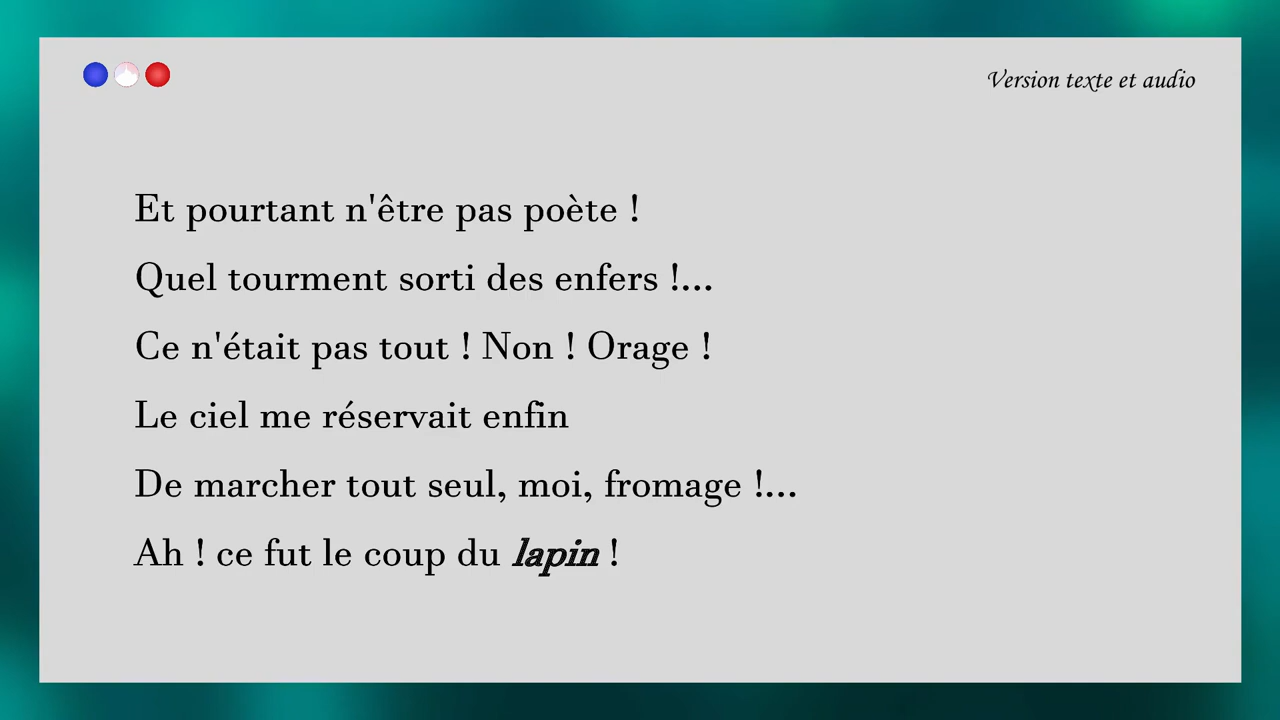 Version texte et audio
Et pourtant n'être pas poète !
Quel tourment sorti des enfers !...
Ce n'était pas tout ! Non ! Orage !
Le ciel me réservait enfin
De marcher tout seul, moi, fromage !...
Ah ! ce fut le coup du lapin !